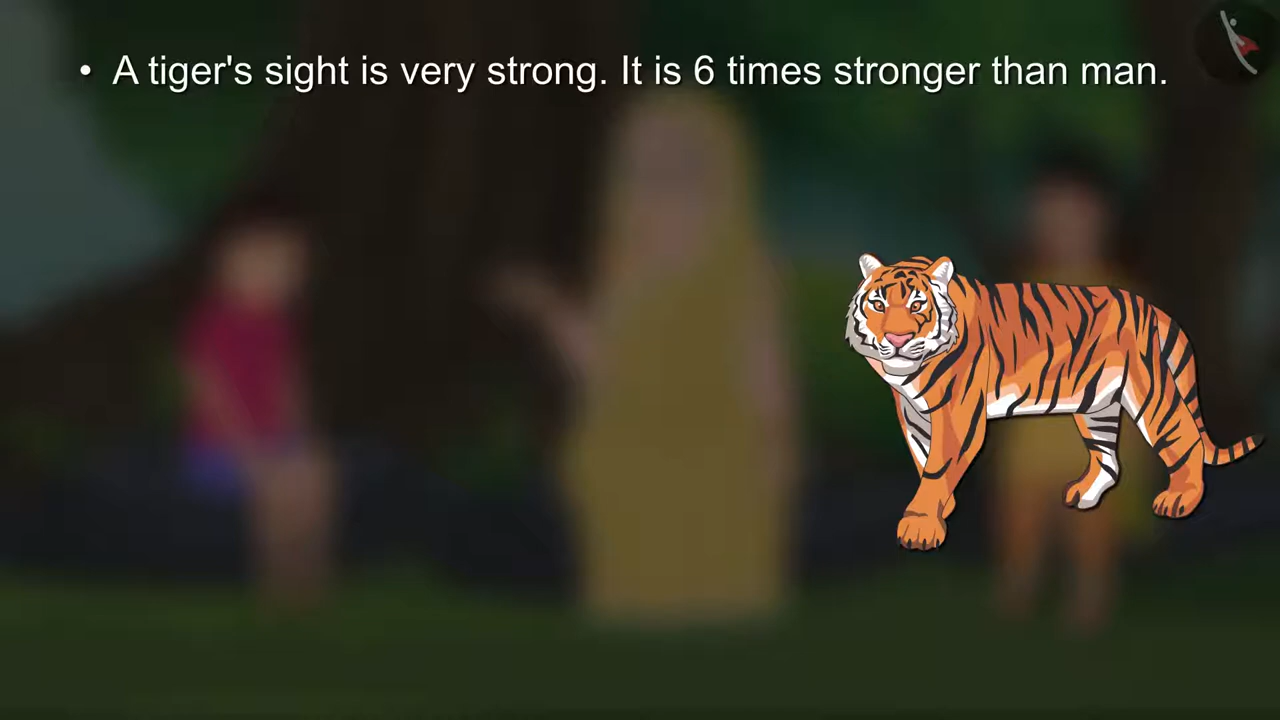 • A tiger's sight is very strong. It is 6 times stronger than man.